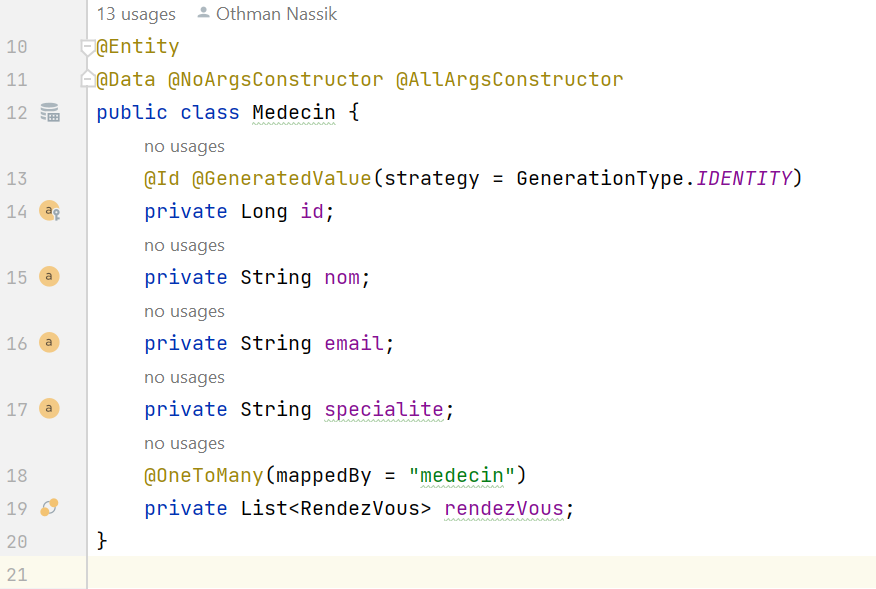 13 usages Othman Nassik
10 @Entity
11 @Data @NoArgsConstructor @AllArgsConstructor
12 public class Medecin {
no usages
13 @Id @GeneratedValue(strategy = GenerationType.IDENTITY)
14 a private Long id;
no usages
15 a private String nom;
no usages
16 a private String email;
no usages
17 a private String specialite;
no usages
18 @OneToMany(mappedBy = "medecin")
19 private List<RendezVous> rendezVous;
20 }
21